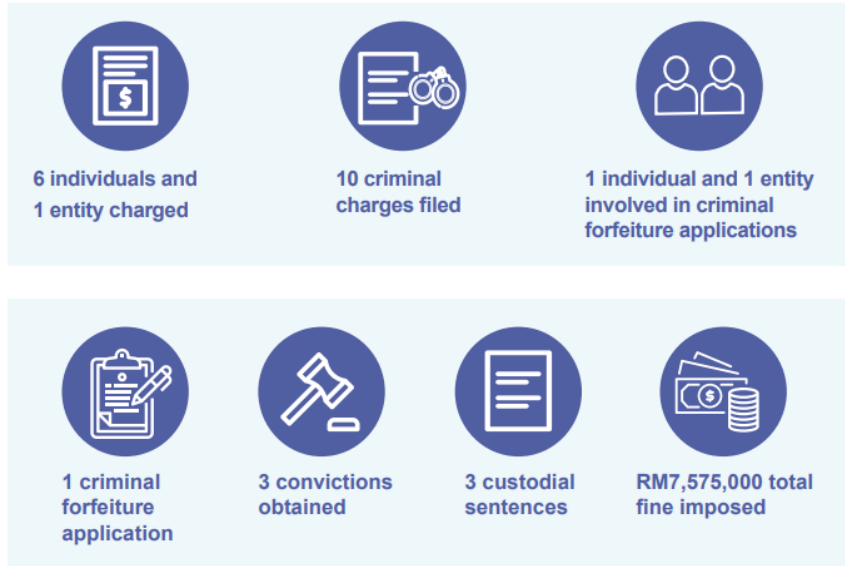 $
6 individuals and
1 entity charged
10 criminal
charges filed
1 individual and 1 entity
involved in criminal
forfeiture applications
1 criminal
forfeiture
application
3 convictions
obtained
3 custodial
sentences
$
RM7,575,000 total
fine imposed